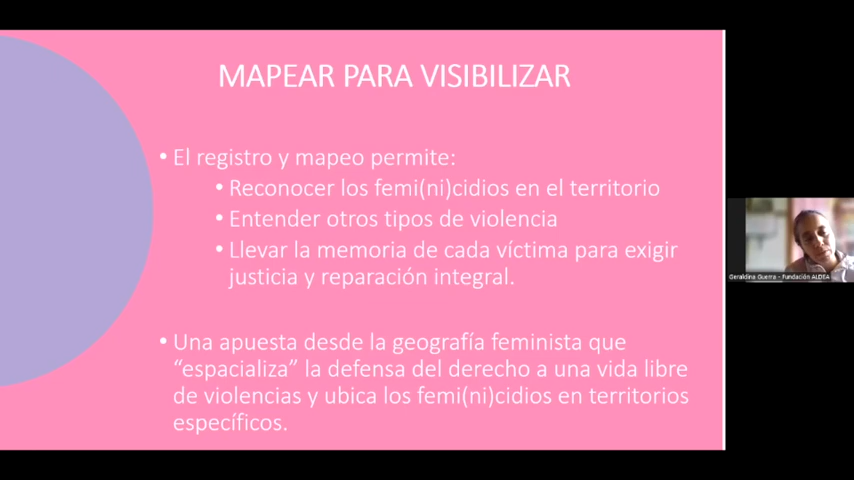 MAPEAR PARA VISIBILIZAR
• El registro y mapeo permite:
• Reconocer los femi(ni)cidios en el territorio
• Entender otros tipos de violencia
• Llevar la memoria de cada víctima para exigir
justicia y reparación integral.
• Una apuesta desde la geografía feminista que
“espacializa” la defensa del derecho a una vida libre
de violencias y ubica los femi(ni)cidios en territorios
específicos.
Geraldina Guerra - Fundación ALDEA